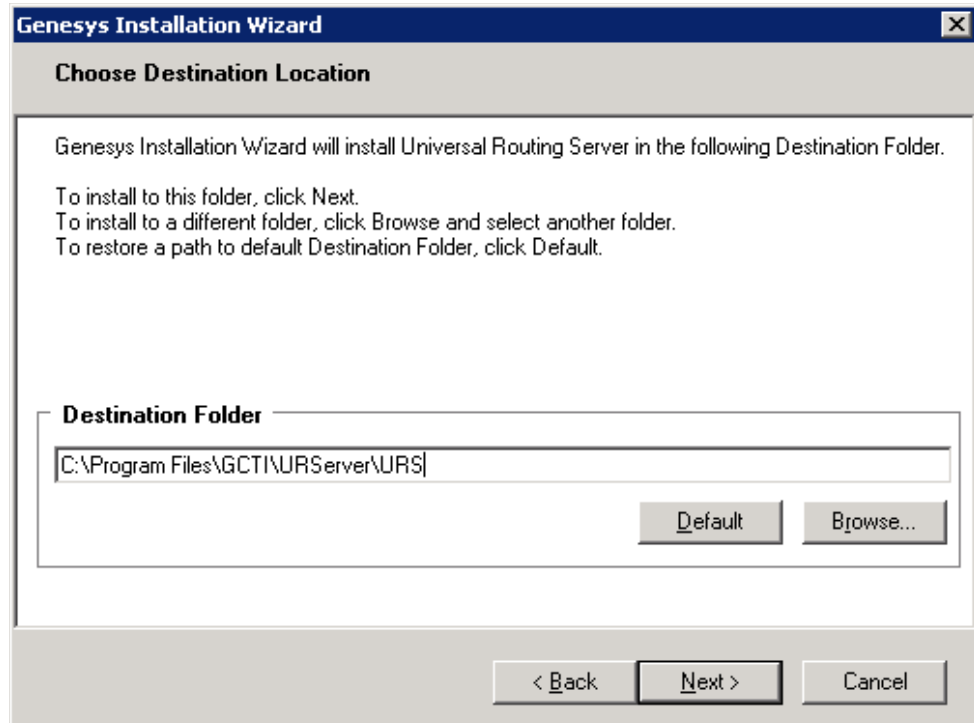 Genesys Installation Wizard
Choose Destination Location
Genesys Installation Wizard will install Universal Routing Server in the following Destination Folder.
To install to this folder, click Next.
To install to a different folder, click Browse and select another folder.
To restore a path to default Destination Folder, click Default.
Destination Folder
C:\Program Files\GCTI\URServer\URS
Default
Browse...
< Back
Next >
Cancel